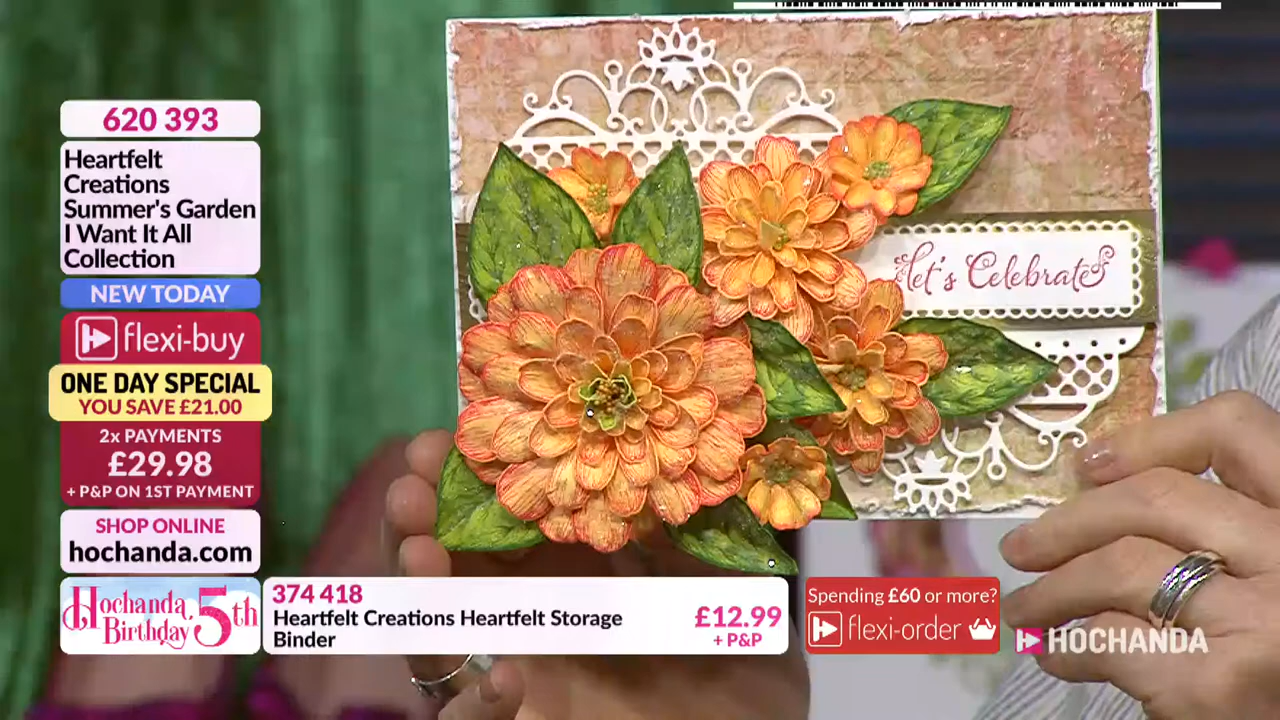 620 393
Heartfelt
Creations
Summer's Garden
I Want It All
Collection
NEW TODAY
flexi-buy
ONE DAY SPECIAL
YOU SAVE £21.00
2x PAYMENTS
£29.98
+ P&P ON 1ST PAYMENT
SHOP ONLINE
hochanda.com
Let's Celebrate
Hochanda
Birthday
5th
374 418
Heartfelt Creations Heartfelt Storage
Binder
£12.99
+ P&P
Spending £60 or more?
flexi-order
HOCHANDA